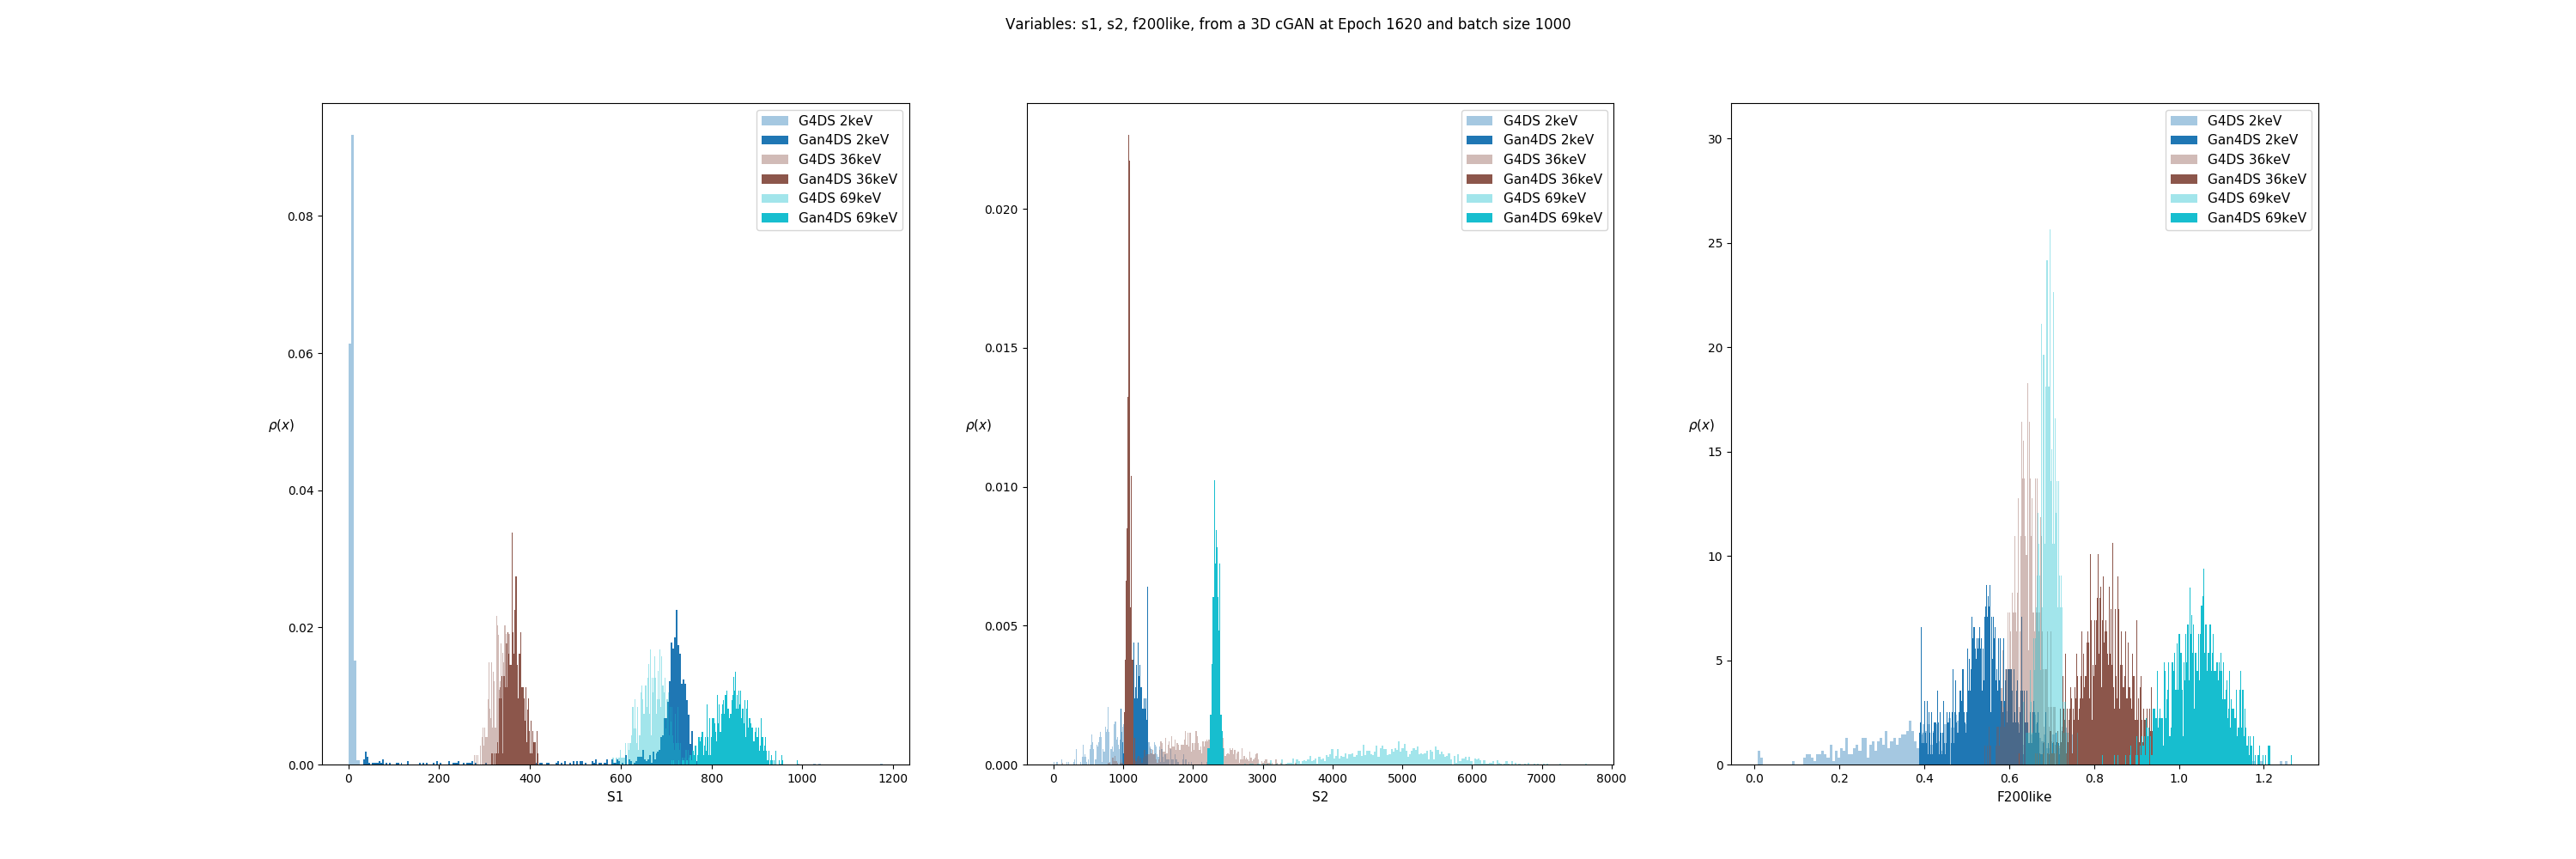 Variables: s1, s2, f200like, from a 3D cGAN at Epoch 1620 and batch size 1000
ρ(x)
0.08
0.06
0.04
0.02
0.00
0 200 400 600 800 1000 1200
S1
G4DS 2keV
Gan4DS 2keV
G4DS 36keV
Gan4DS 36keV
G4DS 69keV
Gan4DS 69keV
ρ(x)
0.020
0.015
0.010
0.005
0.000
0 1000 2000 3000 4000 5000 6000 7000 8000
S2
G4DS 2keV
Gan4DS 2keV
G4DS 36keV
Gan4DS 36keV
G4DS 69keV
Gan4DS 69keV
ρ(x)
30
25
20
15
10
5
0
0.0 0.2 0.4 0.6 0.8 1.0 1.2
F200like
G4DS 2keV
Gan4DS 2keV
G4DS 36keV
Gan4DS 36keV
G4DS 69keV
Gan4DS 69keV